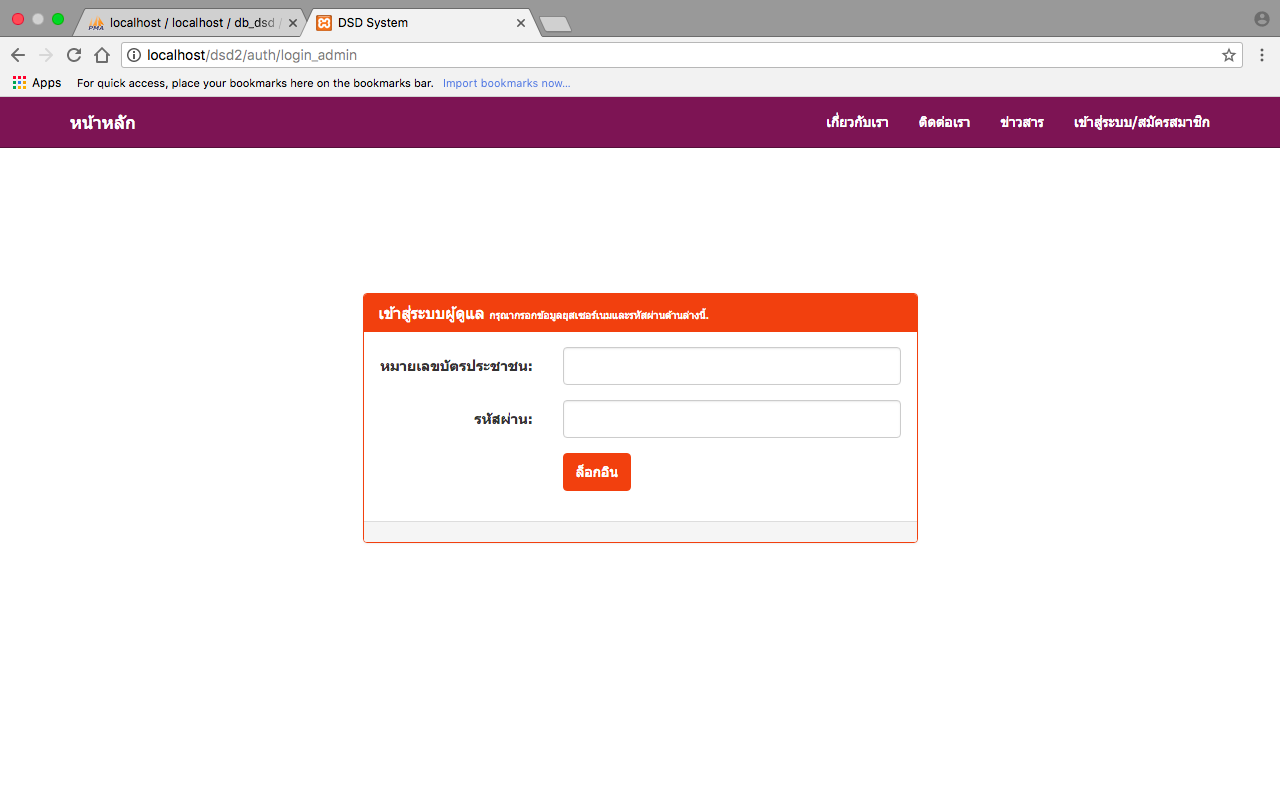 PMA localhost / localhost / db_dsd / DSD System
localhost/dsd2/auth/login_admin
Apps For quick access, place your bookmarks here on the bookmarks bar. Import bookmarks now...
หน้าหลัก เกี่ยวกับเรา ติดต่อเรา ข่าวสาร เข้าสู่ระบบ/สมัครสมาชิก
เข้าสู่ระบบผู้ดูแล กรุณากรอกข้อมูลยูสเซอร์เนมและรหัสผ่านด้านล่างนี้.
หมายเลขบัตรประชาชน:
รหัสผ่าน:
ล็อกอิน